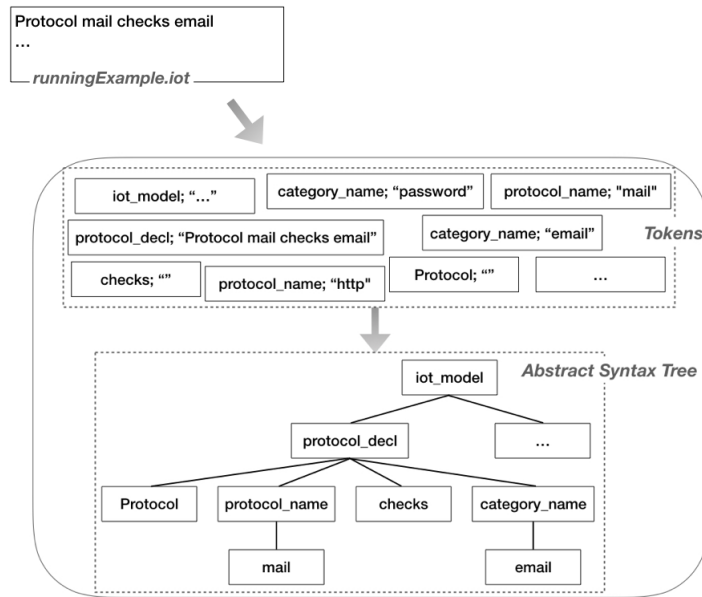 Protocol mail checks email
...
runningExample.iot
iot_model; “...”
category_name; “password”
protocol_name; "mail"
protocol_decl; “Protocol mail checks email”
category_name; “email”
Tokens
checks; “”
protocol_name; “http"
Protocol; “”
...
Abstract Syntax Tree
iot_model
protocol_decl
...
Protocol
protocol_name
checks
category_name
mail
email